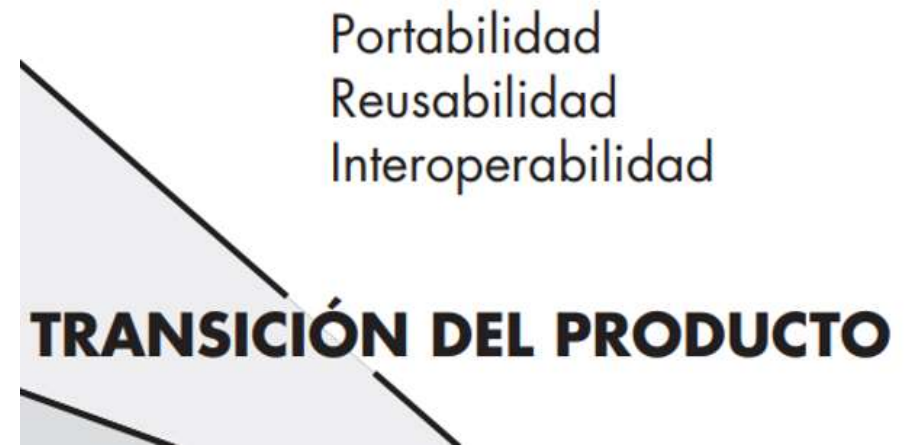 Portabilidad
Reusabilidad
Interoperabilidad
TRANSICIÓN DEL PRODUCTO